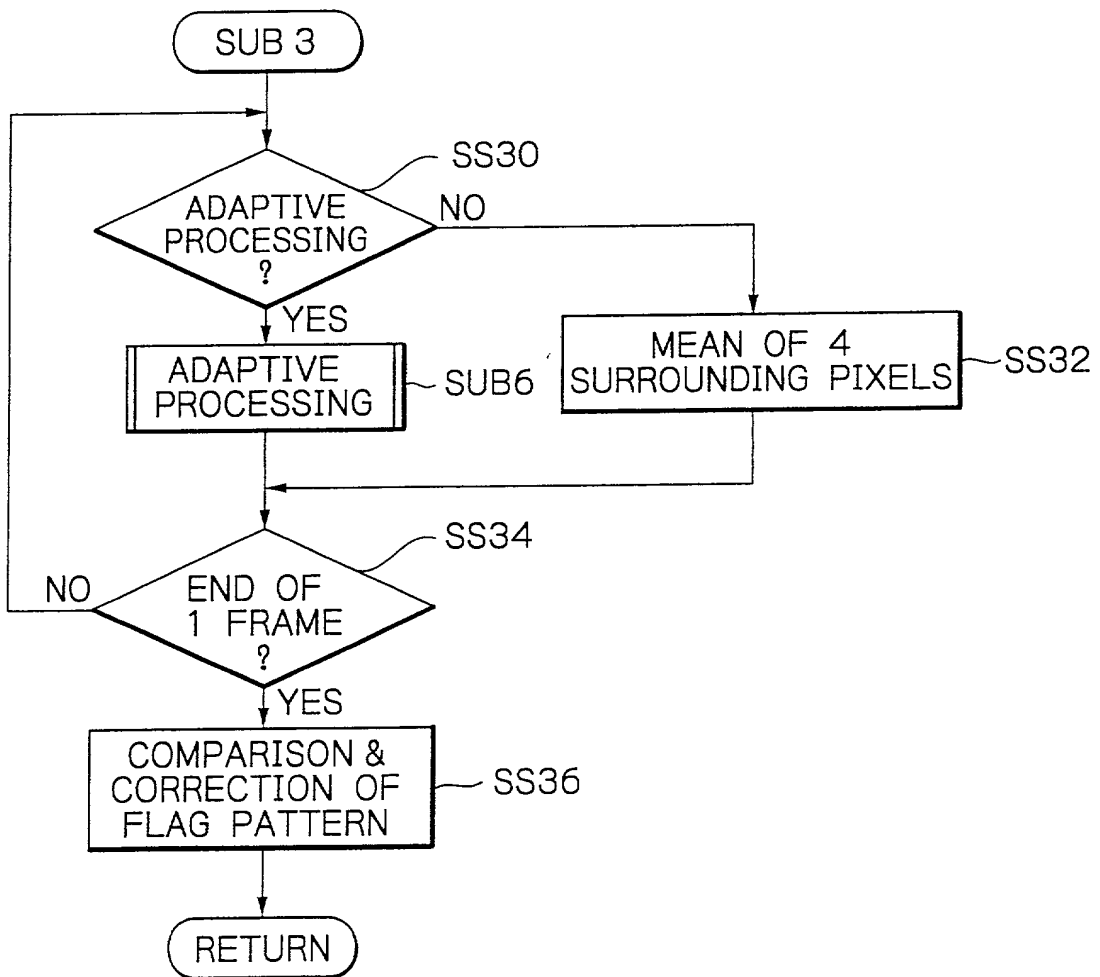 SUB 3
SS30
ADAPTIVE
PROCESSING
?
NO
YES
ADAPTIVE
PROCESSING
SUB6
MEAN OF 4
SURROUNDING PIXELS
SS32
SS34
END OF
1 FRAME
?
NO
YES
COMPARISON &
CORRECTION OF
FLAG PATTERN
SS36
RETURN